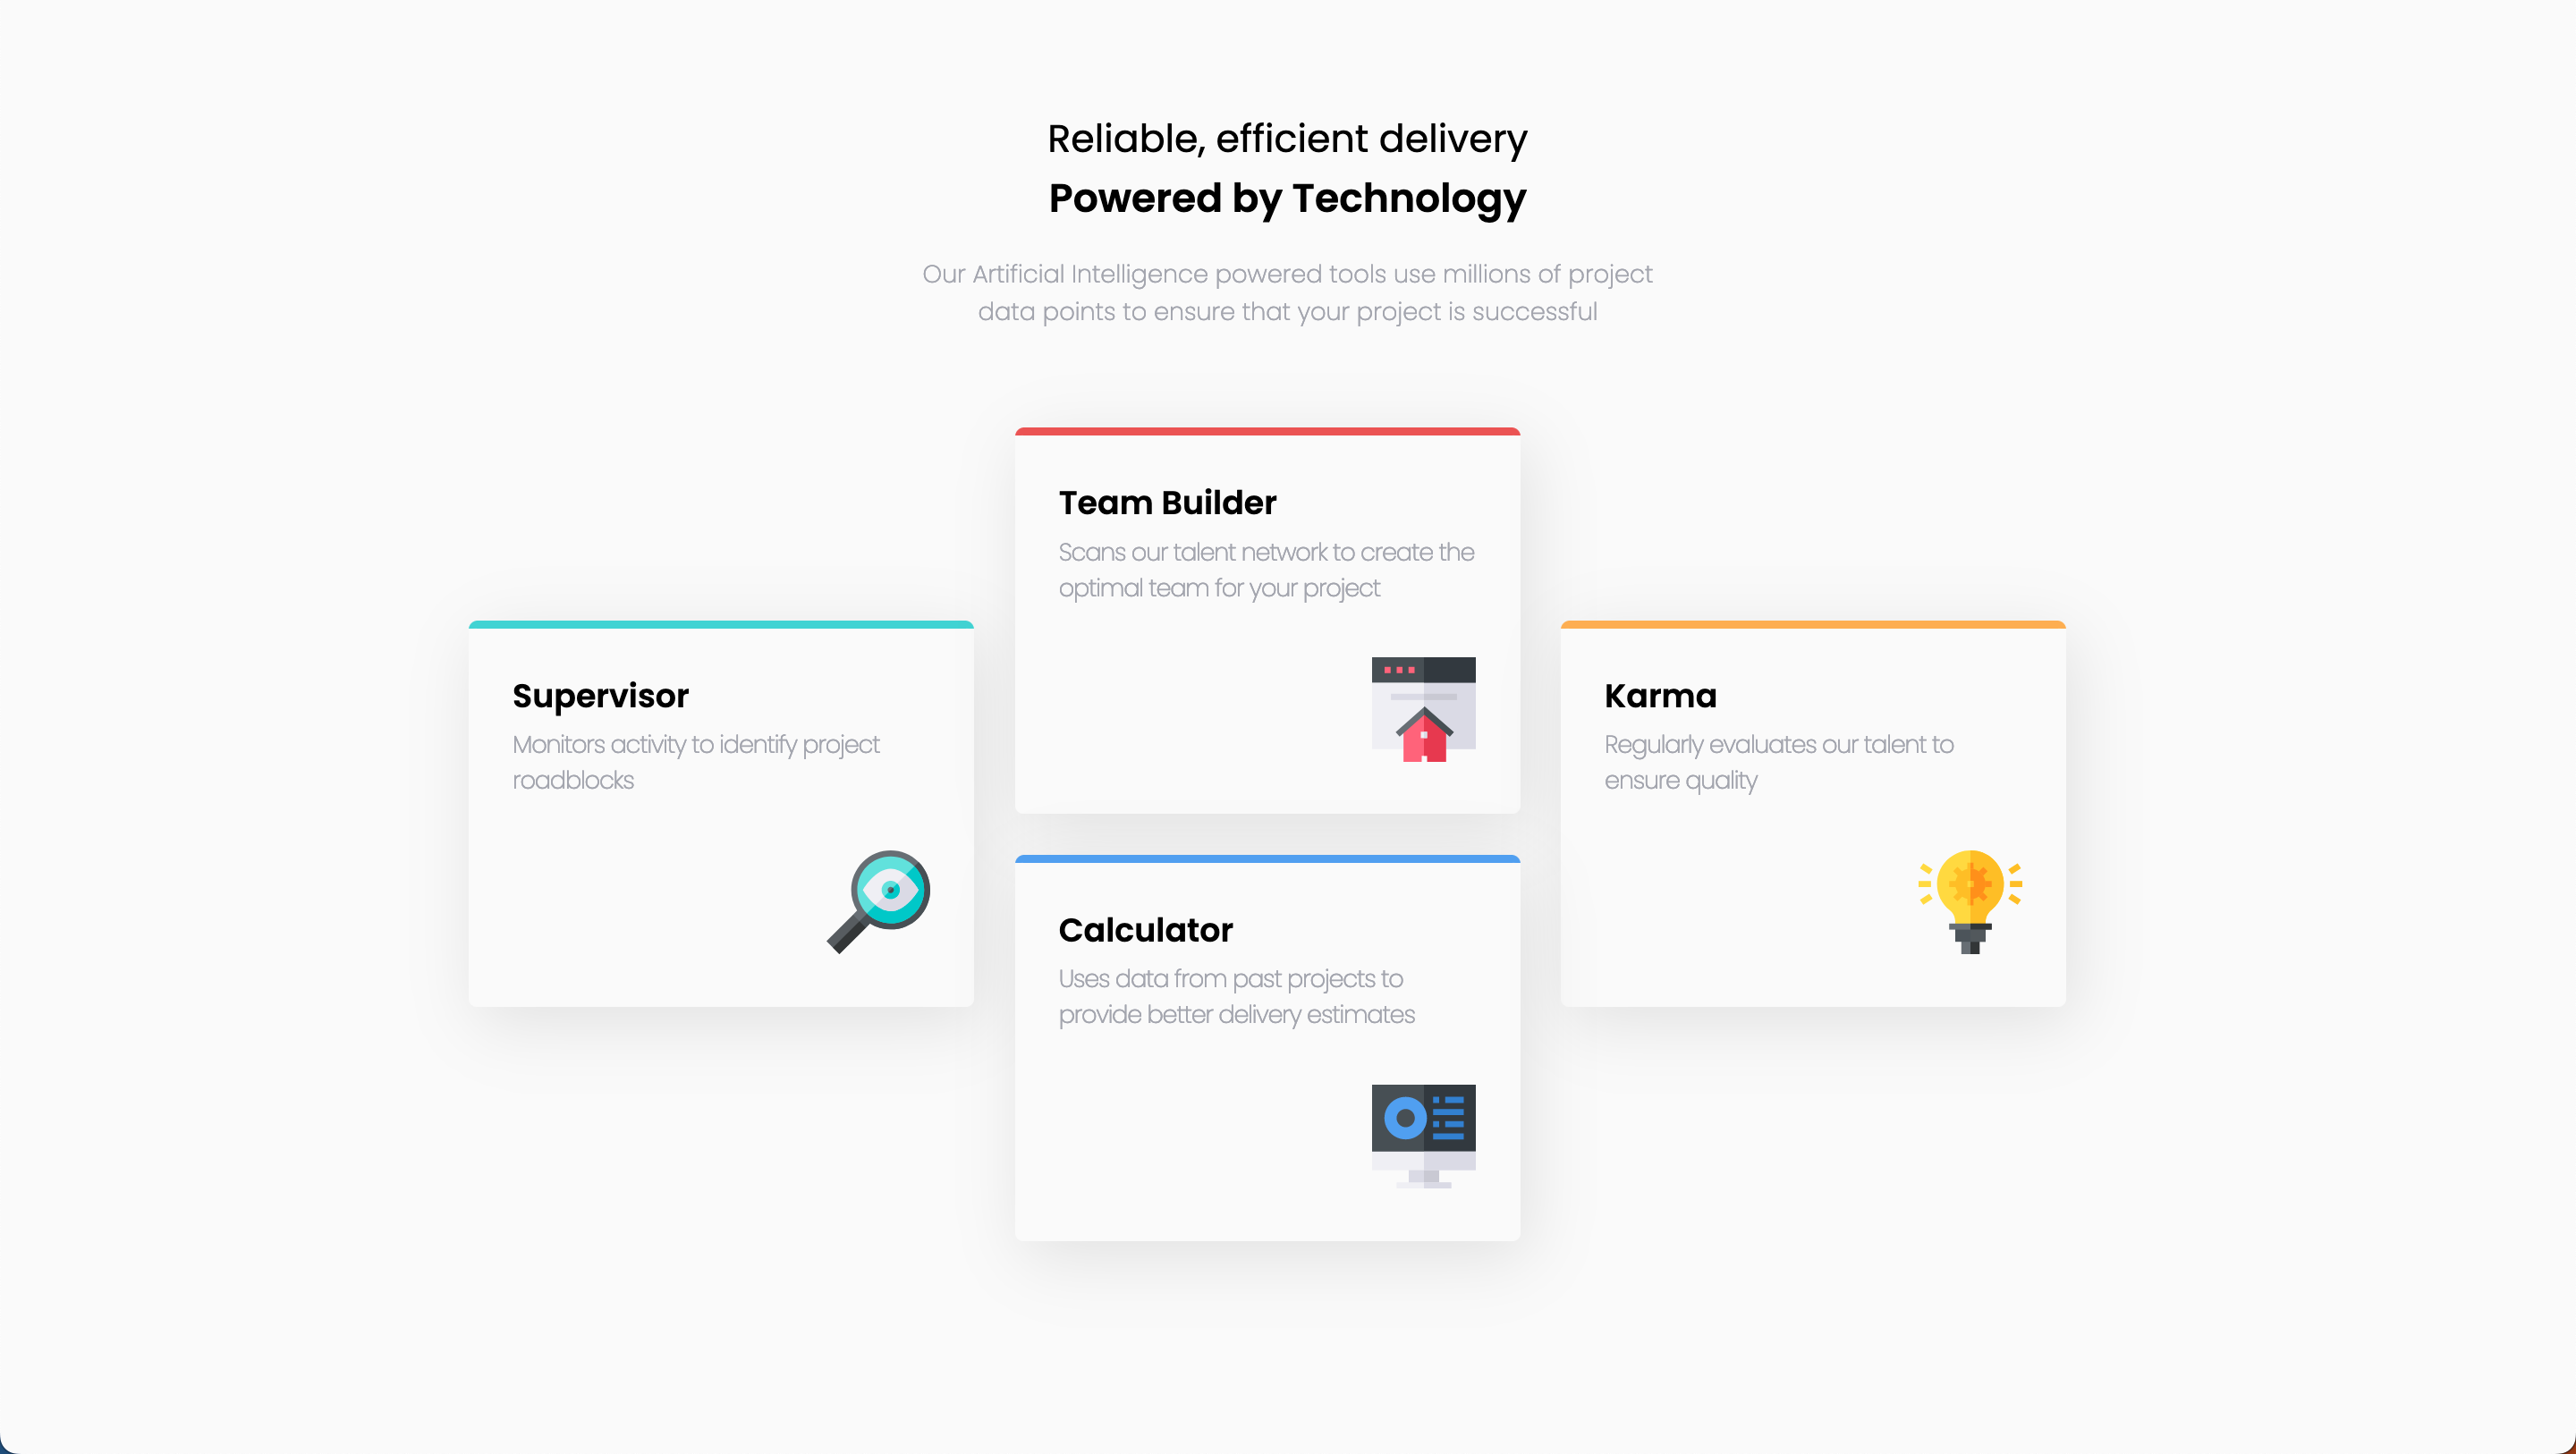 Reliable, efficient delivery
Powered by Technology
Our Artificial Intelligence powered tools use millions of project
data points to ensure that your project is successful
Team Builder
Scans our talent network to create the
optimal team for your project
Supervisor
Monitors activity to identify project
roadblocks
Karma
Regularly evaluates our talent to
ensure quality
Calculator
Uses data from past projects to
provide better delivery estimates